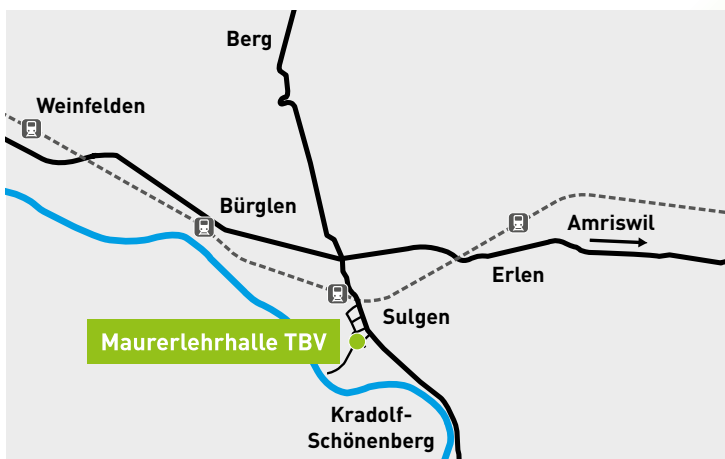 Berg
Weinfelden
Bürglen
Amriswil
Erlen
Sulgen
Maurerlehrhalle TBV
Kradolf-
Schönenberg